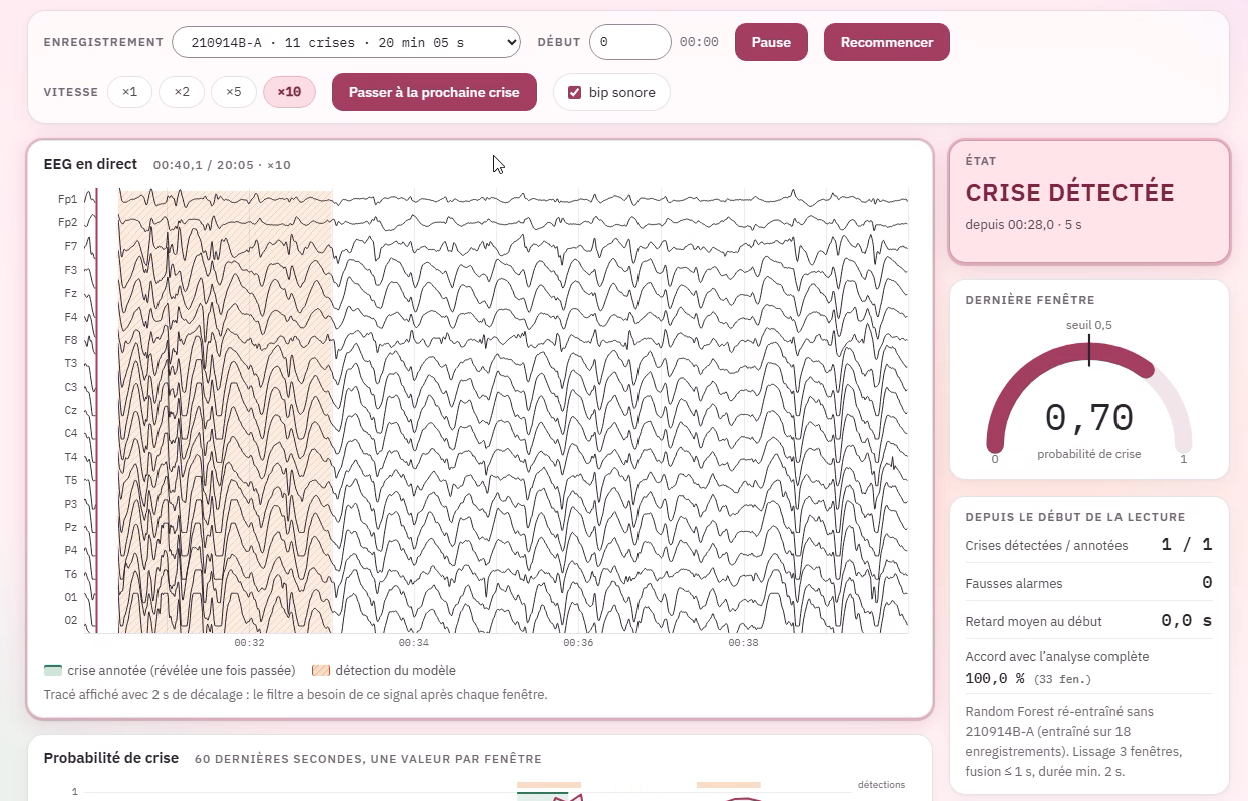 ENREGISTREMENT 210914B-A · 11 crises · 20 min 05 s DÉBUT 0 00:00 Pause Recommencer
VITESSE ×1 ×2 ×5 ×10 Passer à la prochaine crise bip sonore
EEG en direct 00:40,1 / 20:05 · ×10
Fp1
Fp2
F7
F3
Fz
F4
F8
T3
C3
Cz
C4
T4
T5
P3
Pz
P4
T6
O1
O2
00:32 00:34 00:36 00:38
crise annotée (révélée une fois passée) détection du modèle
Tracé affiché avec 2 s de décalage : le filtre a besoin de ce signal après chaque fenêtre.
Probabilité de crise 60 DERNIÈRES SECONDES, UNE VALEUR PAR FENÊTRE
1 détections
ÉTAT
CRISE DÉTECTÉE
depuis 00:28,0 · 5 s
DERNIÈRE FENÊTRE
seuil 0,5
0,70
0 probabilité de crise 1
DEPUIS LE DÉBUT DE LA LECTURE
Crises détectées / annotées 1 / 1
Fausses alarmes 0
Retard moyen au début 0,0 s
Accord avec l'analyse complète
100,0 % (33 fen.)
Random Forest ré-entraîné sans
210914B-A (entraîné sur 18
enregistrements). Lissage 3 fenêtres,
fusion ≤ 1 s, durée min. 2 s.